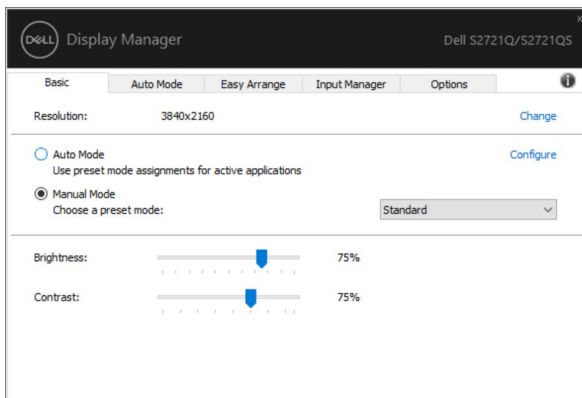 DELL Display Manager Dell S2721Q/S2721QS x
Basic Auto Mode Easy Arrange Input Manager Options i
Resolution: 3840x2160 Change
Auto Mode Configure
Use preset mode assignments for active applications
Manual Mode
Choose a preset mode: Standard
Brightness: 75%
Contrast: 75%